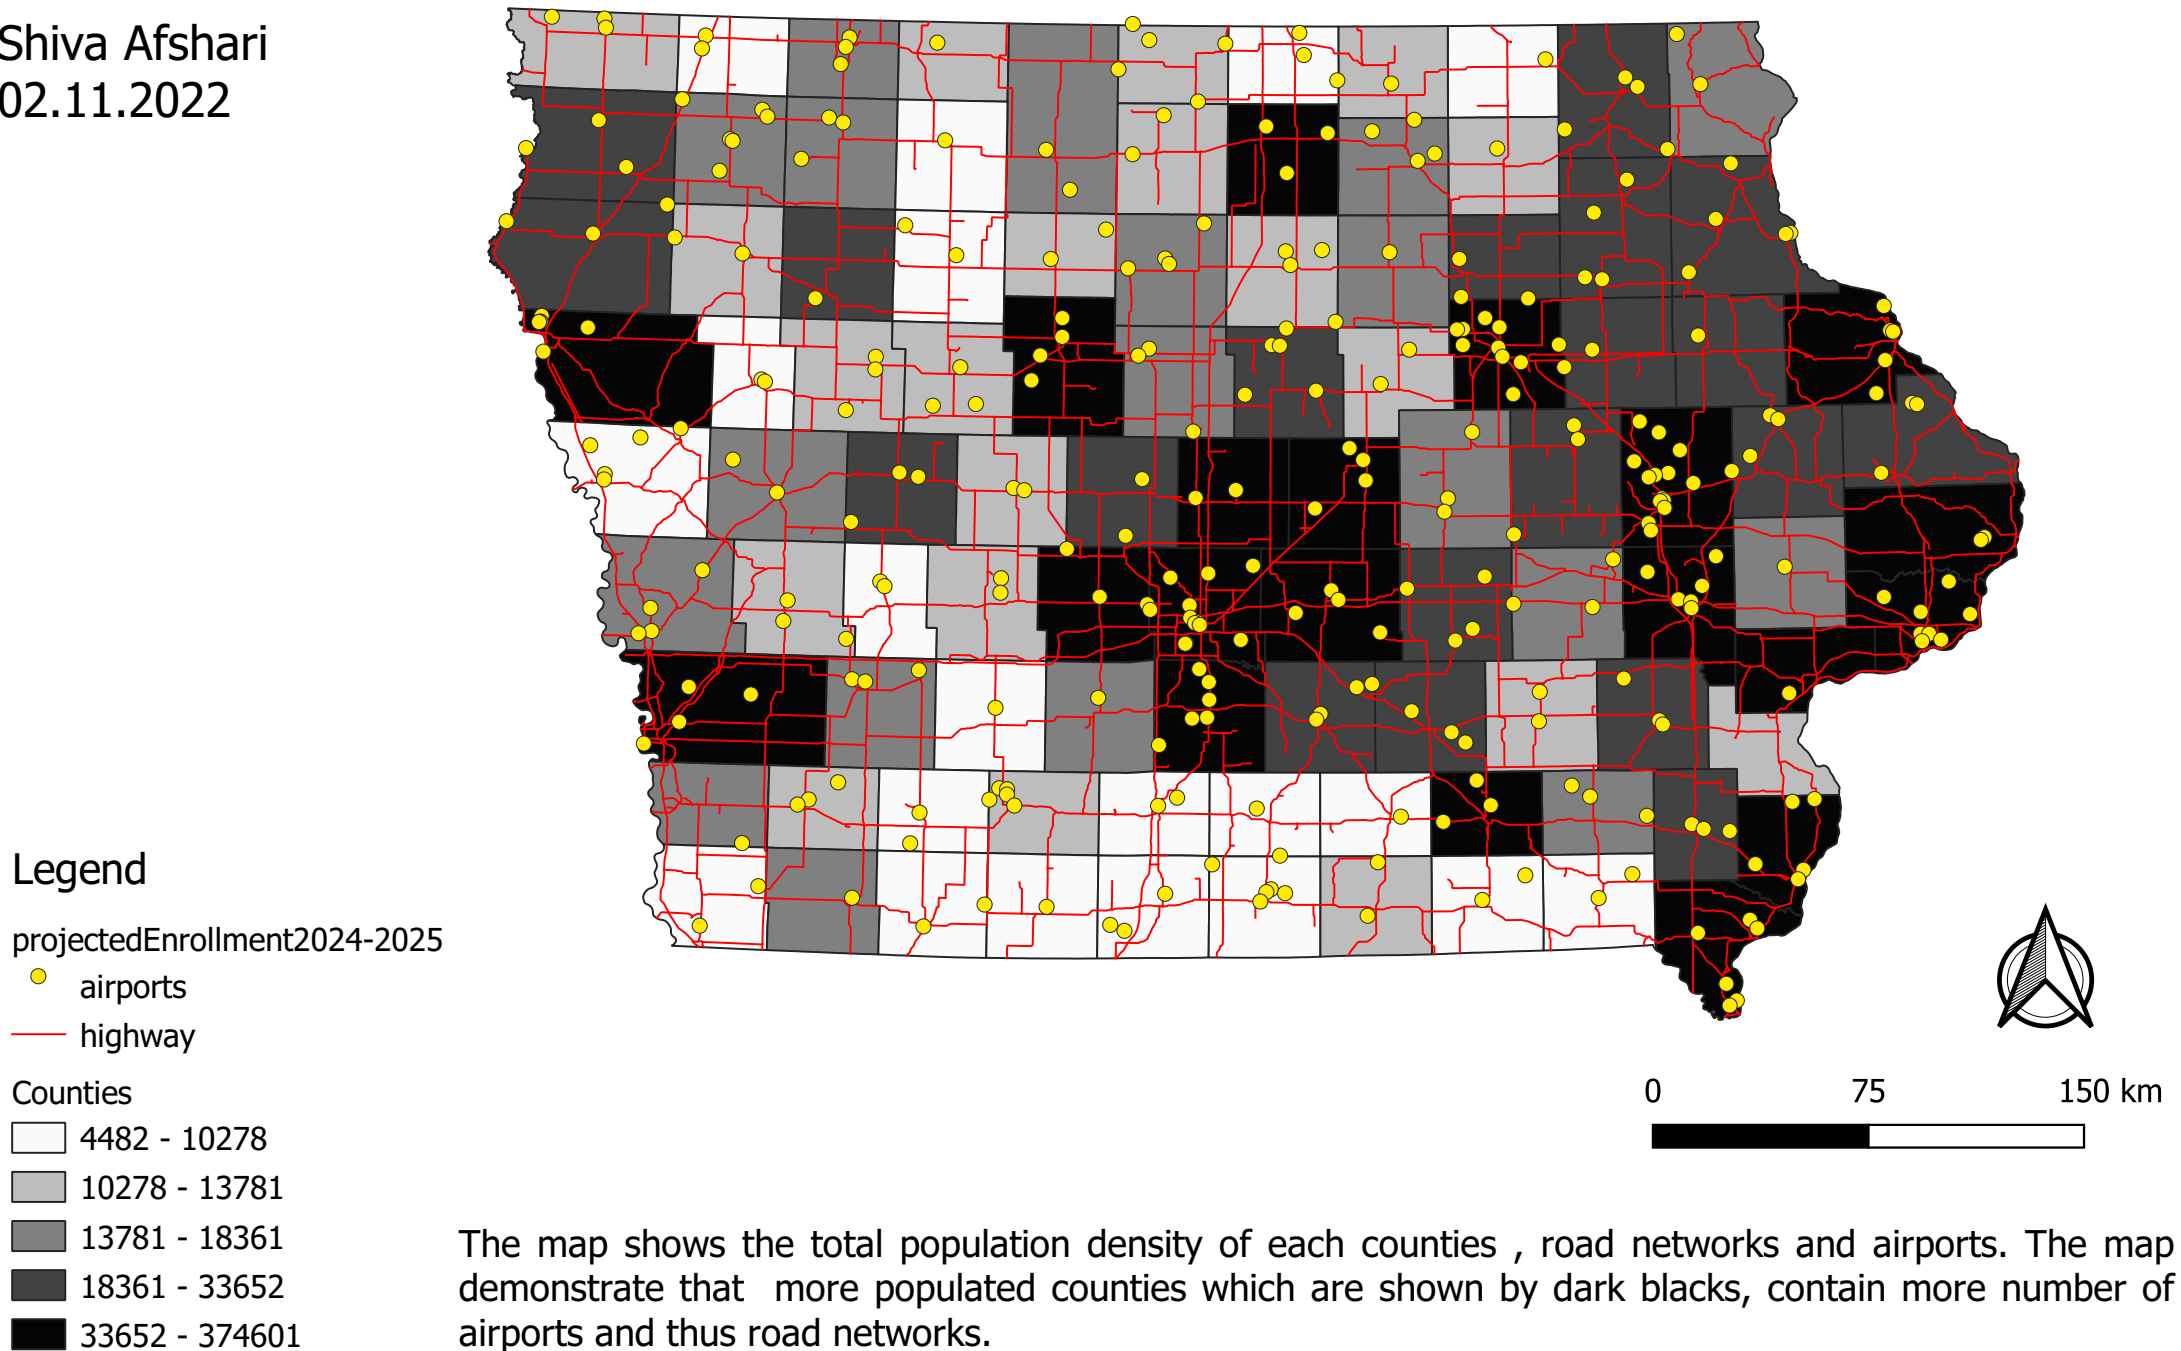 Shiva Afshari
02.11.2022
Legend
projectedEnrollment2024-2025
airports
highway
Counties
4482 - 10278
10278 - 13781
13781 - 18361
18361 - 33652
33652 - 374601
0 75 150 km
The map shows the total population density of each counties , road networks and airports. The map
demonstrate that more populated counties which are shown by dark blacks, contain more number of
airports and thus road networks.